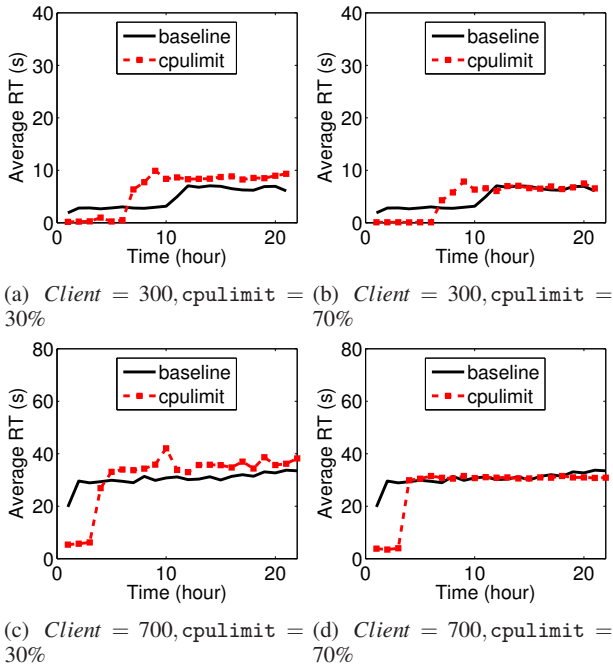 40
30
20
10
0
Average RT (s)
baseline
cpulimit
0
10
20
Time (hour)
40
30
20
10
0
Average RT (s)
baseline
cpulimit
0
10
20
Time (hour)
(a) Client = 300, cpulimit = 30%
(b) Client = 300, cpulimit = 70%
80
60
40
20
0
Average RT (s)
baseline
cpulimit
0
10
20
Time (hour)
80
60
40
20
0
Average RT (s)
baseline
cpulimit
0
10
20
Time (hour)
(c) Client = 700, cpulimit = 30%
(d) Client = 700, cpulimit = 70%